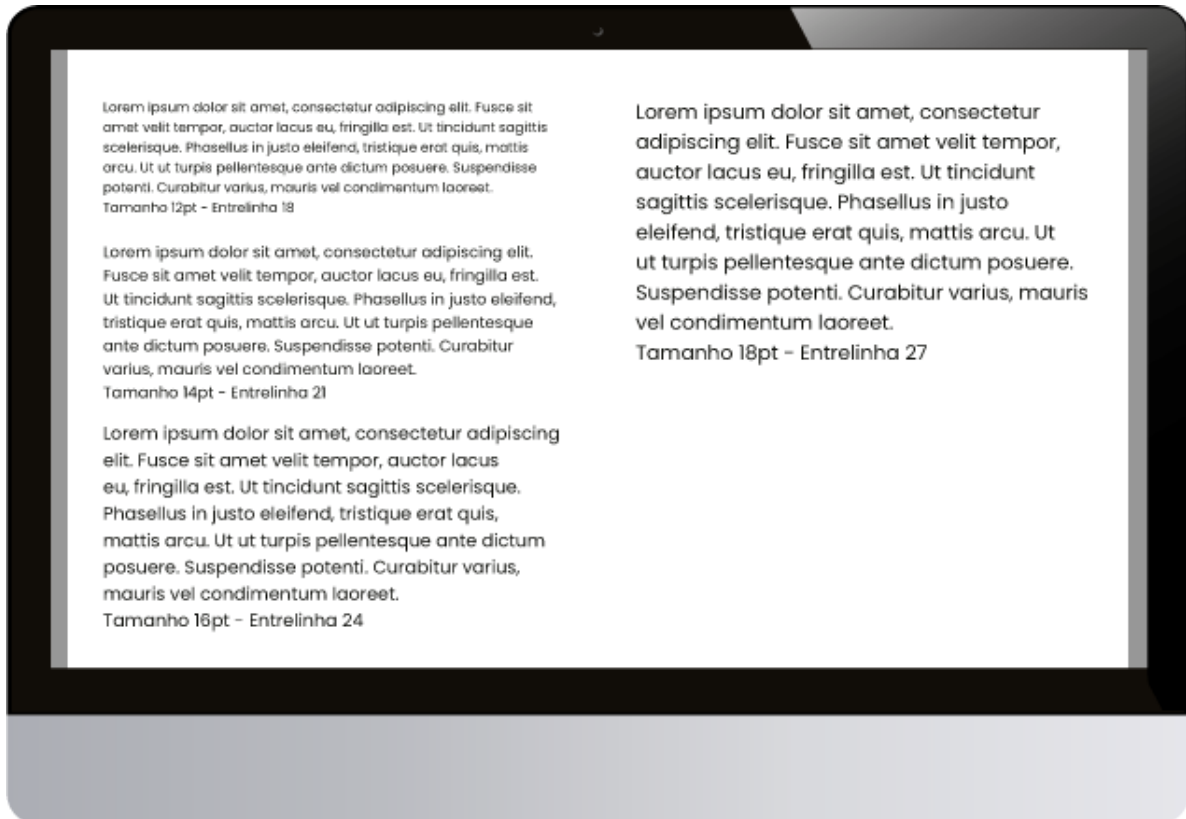 Lorem ipsum dolor sit amet, consectetur adipiscing elit. Fusce sit
amet velit tempor, auctor lacus eu, fringilla est. Ut tincidunt sagittis
scelerisque. Phasellus in justo eleifend, tristique erat quis, mattis
arcu. Ut ut turpis pellentesque ante dictum posuere. Suspendisse
potenti. Curabitur varius, mauris vel condimentum laoreet.
Tamanho 12pt - Entrelinha 18
Lorem ipsum dolor sit amet, consectetur adipiscing elit.
Fusce sit amet velit tempor, auctor lacus eu, fringilla est.
Ut tincidunt sagittis scelerisque. Phasellus in justo eleifend,
tristique erat quis, mattis arcu. Ut ut turpis pellentesque
ante dictum posuere. Suspendisse potenti. Curabitur
varius, mauris vel condimentum laoreet.
Tamanho 14pt - Entrelinha 21
Lorem ipsum dolor sit amet, consectetur adipiscing
elit. Fusce sit amet velit tempor, auctor lacus
eu, fringilla est. Ut tincidunt sagittis scelerisque.
Phasellus in justo eleifend, tristique erat quis,
mattis arcu. Ut ut turpis pellentesque ante dictum
posuere. Suspendisse potenti. Curabitur varius,
mauris vel condimentum laoreet.
Tamanho 16pt - Entrelinha 24
Lorem ipsum dolor sit amet, consectetur
adipiscing elit. Fusce sit amet velit tempor,
auctor lacus eu, fringilla est. Ut tincidunt
sagittis scelerisque. Phasellus in justo
eleifend, tristique erat quis, mattis arcu. Ut
ut turpis pellentesque ante dictum posuere.
Suspendisse potenti. Curabitur varius, mauris
vel condimentum laoreet.
Tamanho 18pt - Entrelinha 27